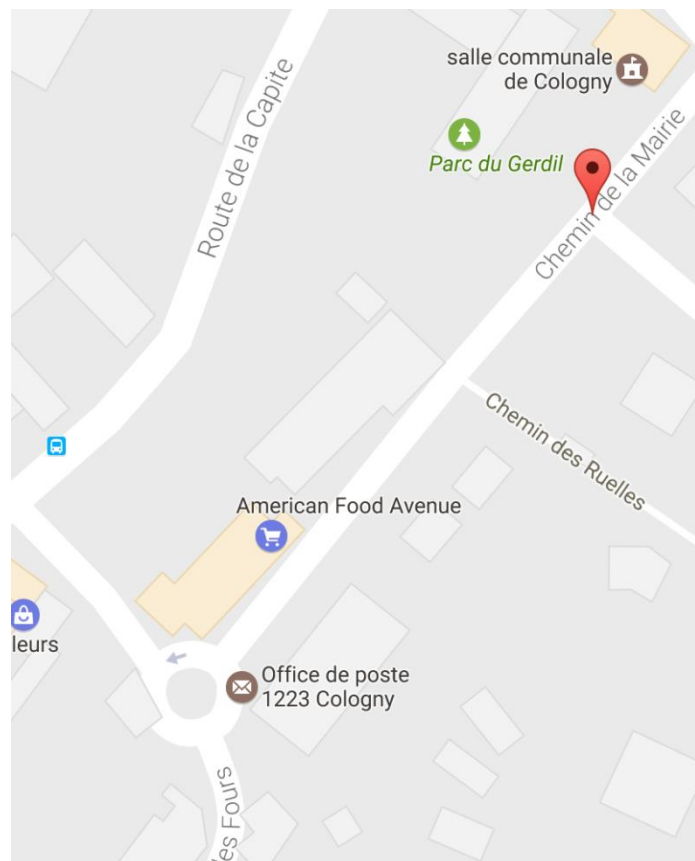 salle communale
de Cologny
Route de la Capite
Parc du Gerdil
Chemin de la Mairie
Chemin des Ruelles
American Food Avenue
leurs
Office de poste
1223 Cologny
les Fours